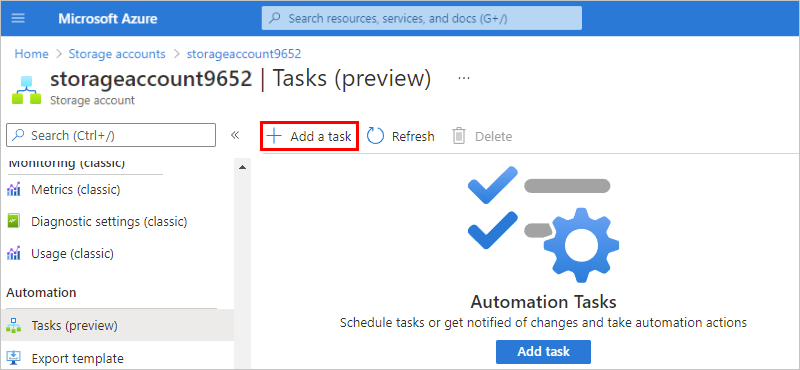 Microsoft Azure
Search resources, services, and docs (G+/)
Home > Storage accounts > storageaccount9652
storageaccount9652 | Tasks (preview) ...
Storage account
Search (Ctrl+/) «
Add a task Refresh Delete
Monitoring (classic)
Metrics (classic)
Diagnostic settings (classic)
Usage (classic)
Automation
Tasks (preview)
Export template
Automation Tasks
Schedule tasks or get notified of changes and take automation actions
Add task